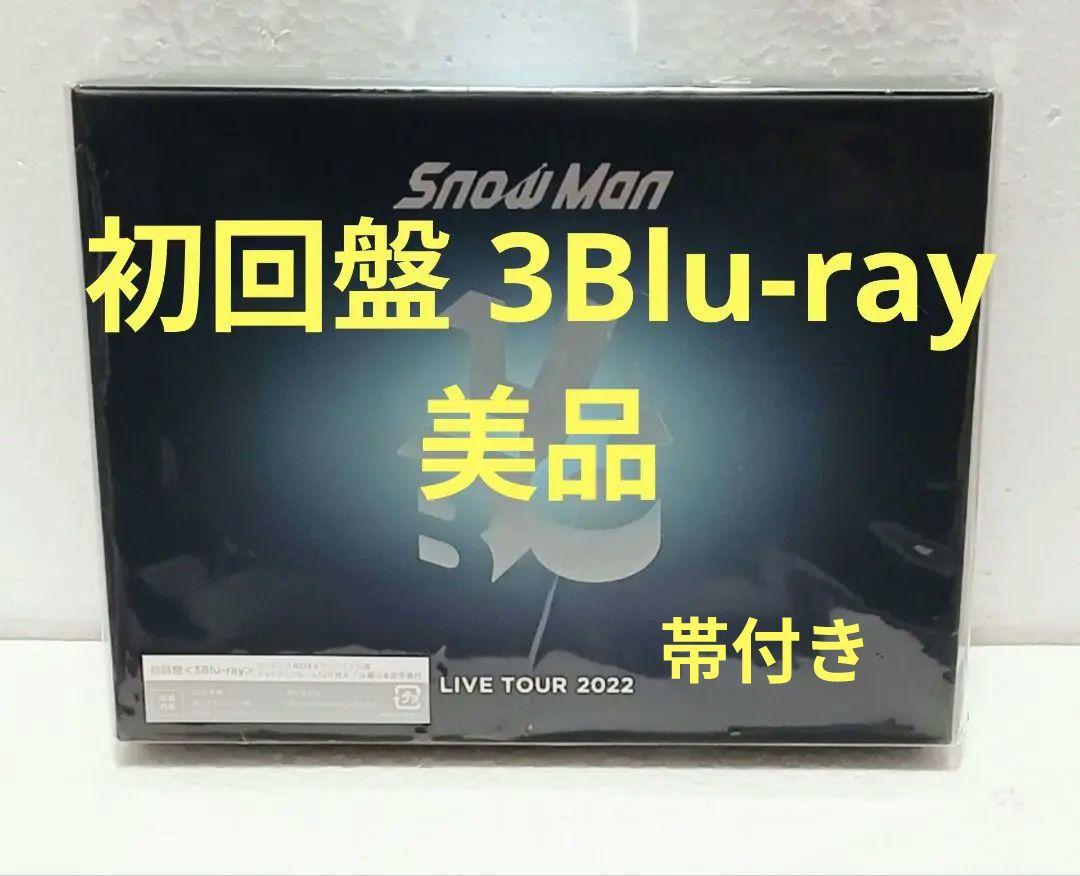 Snow Man
初回盤 3Blu-ray
美品
帯付き
初回盤<3Blu-ray>
LIVE TOUR 2022